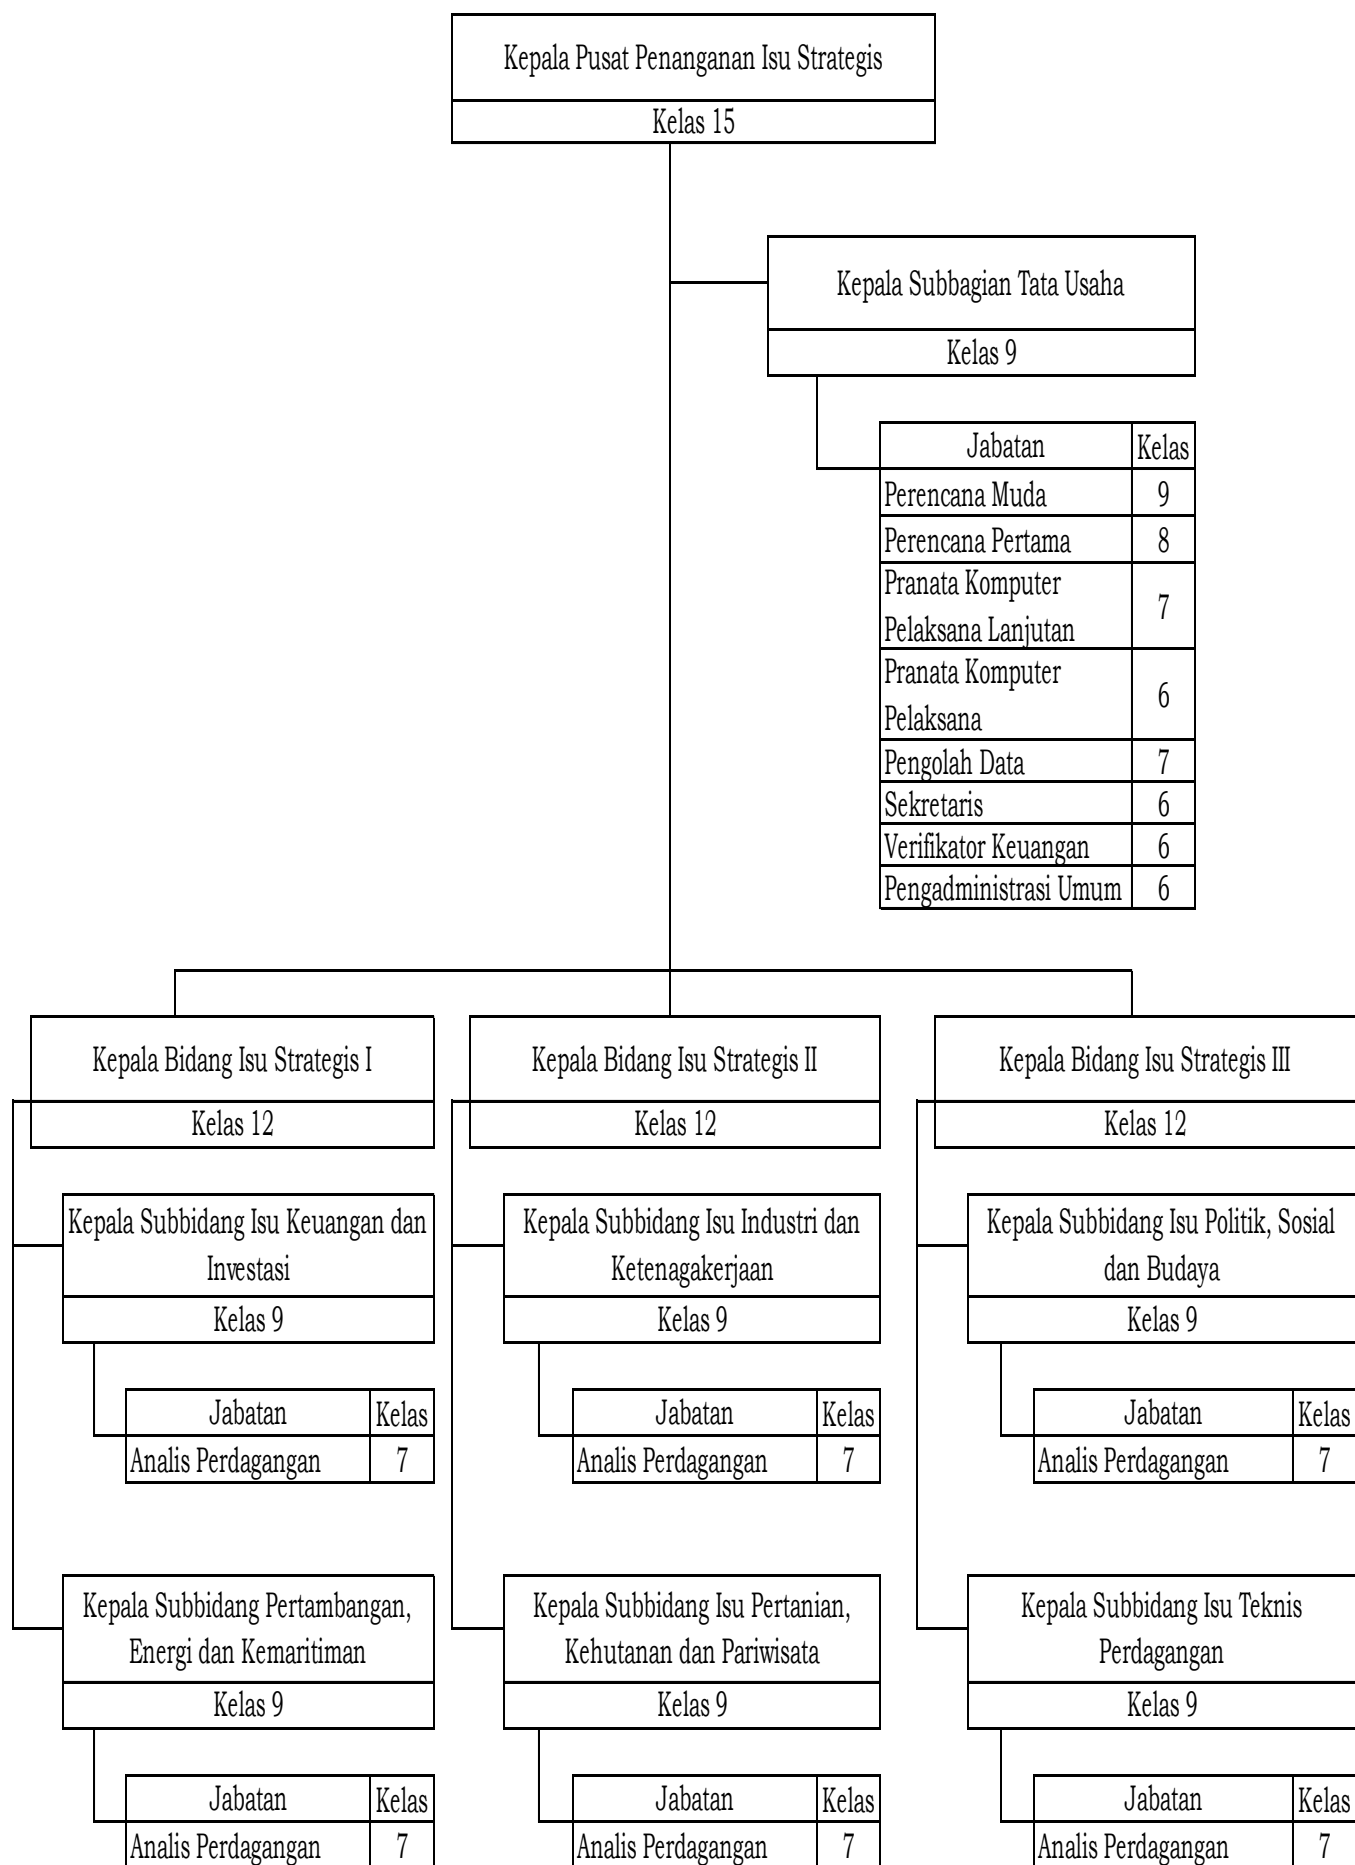 Kepala Pusat Penanganan Isu Strategis
Kelas 15
Kepala Subbagian Tata Usaha
Kelas 9
Jabatan Kelas
Perencana Muda 9
Perencana Pertama 8
Pranata Komputer
Pelaksana Lanjutan
7
Pranata Komputer
Pelaksana
6
Pengolah Data 7
Sekretaris 6
Verifikator Keuangan 6
Pengadministrasi Umum 6
Kepala Bidang Isu Strategis I
Kelas 12
Kepala Subbidang Isu Keuangan dan
Investasi
Kelas 9
Jabatan Kelas
Analis Perdagangan 7
Kepala Subbidang Pertambangan,
Energi dan Kemaritiman
Kelas 9
Jabatan Kelas
Analis Perdagangan 7
Kepala Bidang Isu Strategis II
Kelas 12
Kepala Subbidang Isu Industri dan
Ketenagakerjaan
Kelas 9
Jabatan Kelas
Analis Perdagangan 7
Kepala Subbidang Isu Pertanian,
Kehutanan dan Pariwisata
Kelas 9
Jabatan Kelas
Analis Perdagangan 7
Kepala Bidang Isu Strategis III
Kelas 12
Kepala Subbidang Isu Politik, Sosial
dan Budaya
Kelas 9
Jabatan Kelas
Analis Perdagangan 7
Kepala Subbidang Isu Teknis
Perdagangan
Kelas 9
Jabatan Kelas
Analis Perdagangan 7